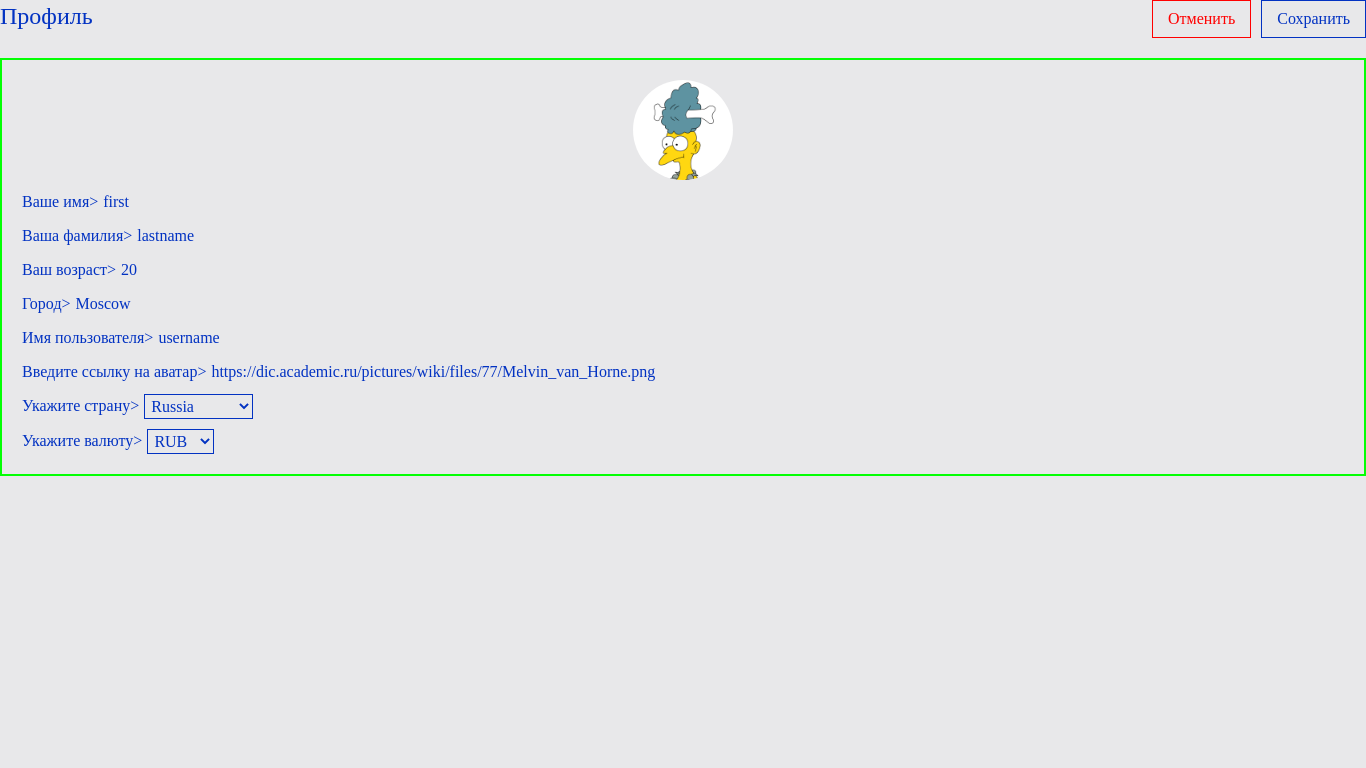 Профиль
Отменить
Сохранить
Ваше имя> first
Ваша фамилия> lastname
Ваш возраст> 20
Город> Moscow
Имя пользователя> username
Введите ссылку на аватар> https://dic.academic.ru/pictures/wiki/files/77/Melvin_van_Horne.png
Укажите страну> Russia
Укажите валюту> RUB